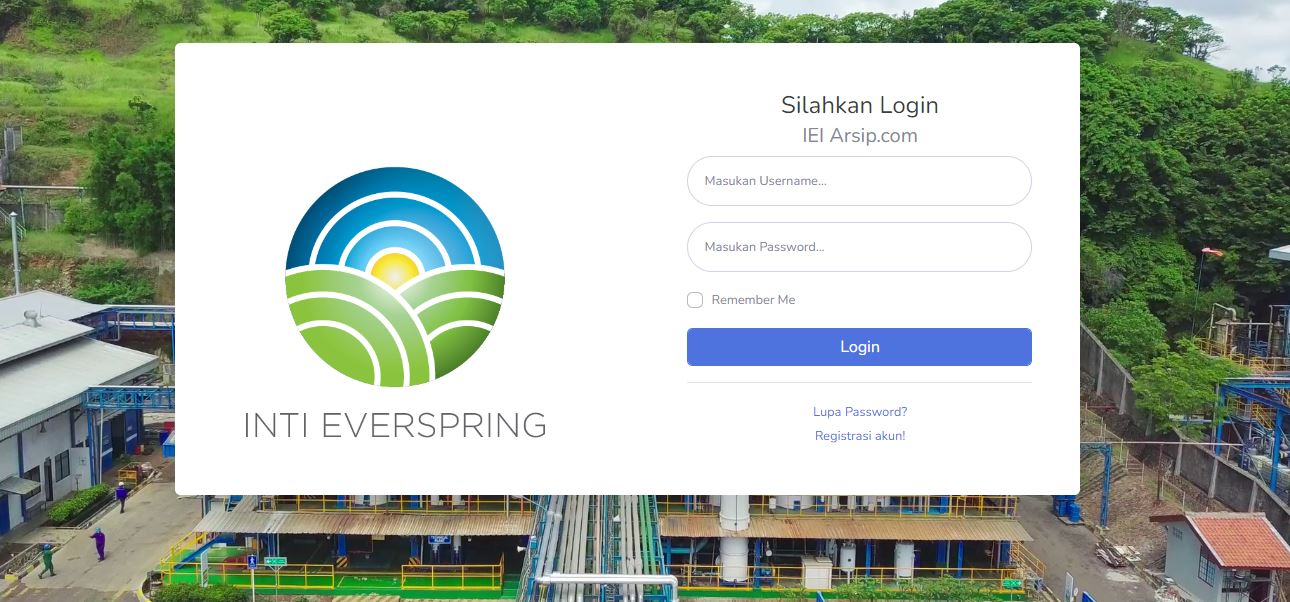 Silahkan Login
IEI Arsip.com
Masukan Username...
Masukan Password...
Remember Me
Login
Lupa Password?
Registrasi akun!
INTI EVERSPRING